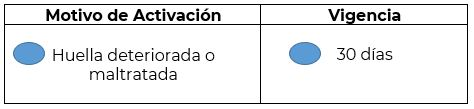 Motivo de Activación Vigencia
Huella deteriorada o
maltratada
30 días